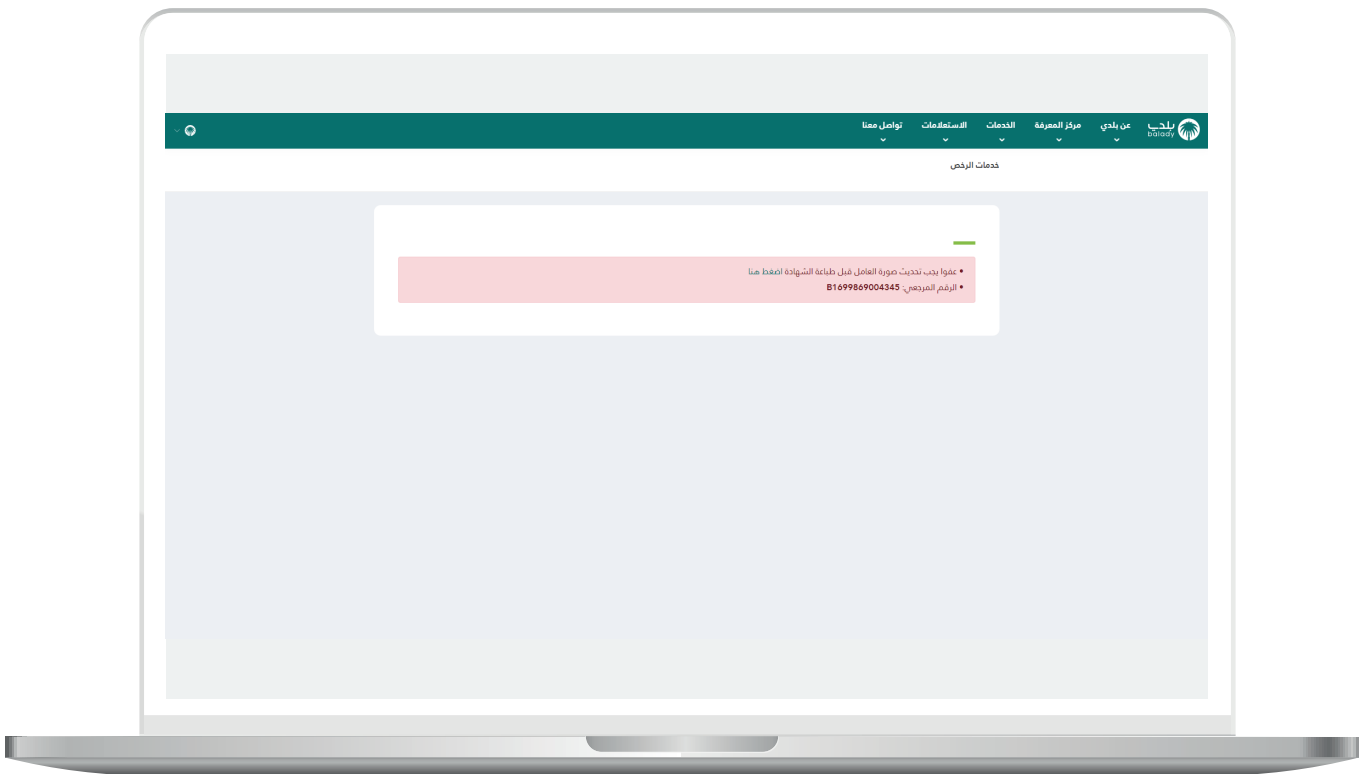 بلدي
balady
عن بلدي
مركز المعرفة
الخدمات
الاستعلامات
تواصل معنا
خدمات الرخص
• عفوا يجب تحديث صورة العامل قبل طباعة الشهادة اضغط هنا
• الرقم المرجعي: B1699869004345